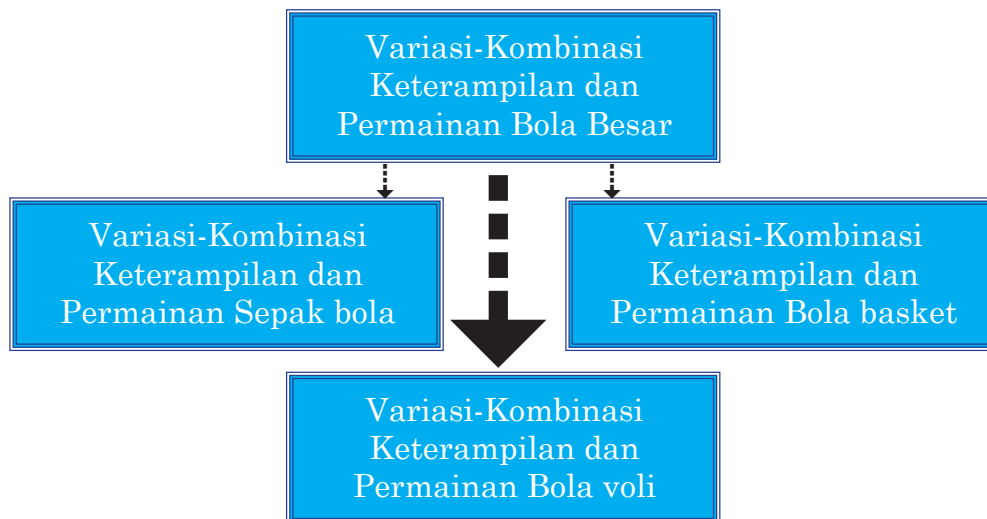 Variasi-Kombinasi
Keterampilan dan
Permainan Bola Besar
Variasi-Kombinasi
Keterampilan dan
Permainan Sepak bola
Variasi-Kombinasi
Keterampilan dan
Permainan Bola basket
Variasi-Kombinasi
Keterampilan dan
Permainan Bola voli